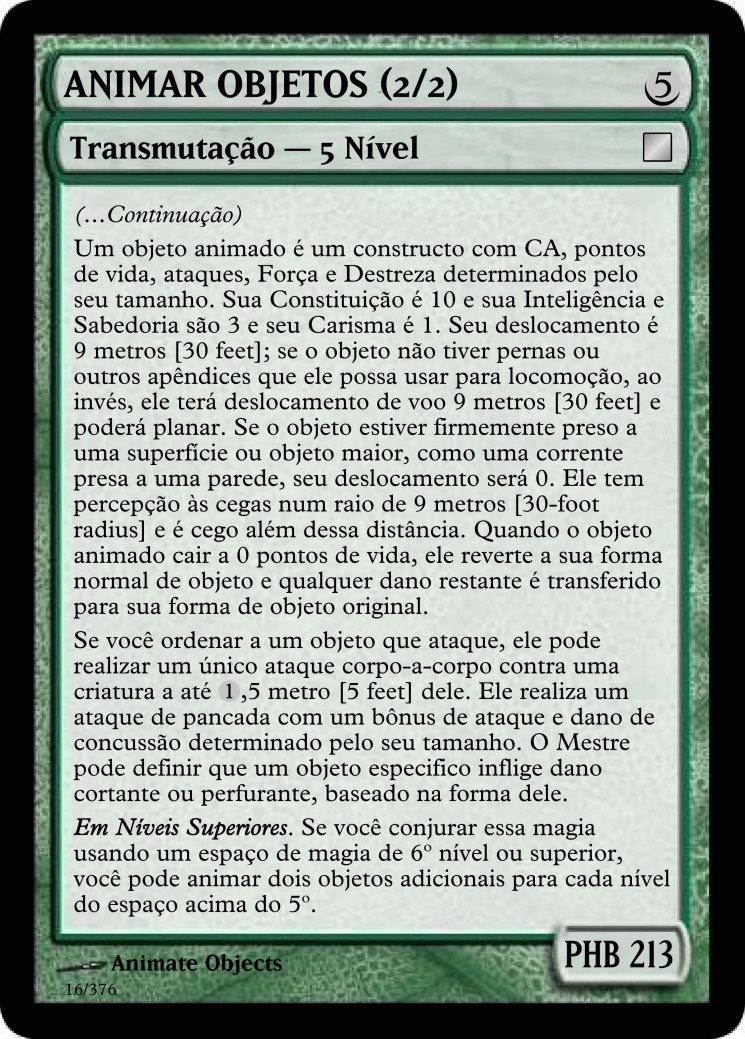 ANIMAR OBJETOS (2/2) 5
Transmutação — 5 Nível
(...Continuação)
Um objeto animado é um constructo com CA, pontos
de vida, ataques, Força e Destreza determinados pelo
seu tamanho. Sua Constituição é 10 e sua Inteligência e
Sabedoria são 3 e seu Carisma é 1. Seu deslocamento é
9 metros [30 feet]; se o objeto não tiver pernas ou
outros apêndices que ele possa usar para locomoção, ao
invés, ele terá deslocamento de voo 9 metros [30 feet] e
poderá planar. Se o objeto estiver firmemente preso a
uma superfície ou objeto maior, como uma corrente
presa a uma parede, seu deslocamento será 0. Ele tem
percepção às cegas num raio de 9 metros [30-foot
radius] e é cego além dessa distância. Quando o objeto
animado cair a 0 pontos de vida, ele reverte a sua forma
normal de objeto e qualquer dano restante é transferido
para sua forma de objeto original.
Se você ordenar a um objeto que ataque, ele pode
realizar um único ataque corpo-a-corpo contra uma
criatura a até 1,5 metro [5 feet] dele. Ele realiza um
ataque de pancada com um bônus de ataque e dano de
concussão determinado pelo seu tamanho. O Mestre
pode definir que um objeto especifico inflige dano
cortante ou perfurante, baseado na forma dele.
Em Níveis Superiores. Se você conjurar essa magia
usando um espaço de magia de 6º nível ou superior,
você pode animar dois objetos adicionais para cada nível
do espaço acima do 5º.
PHB 213
Animate Objects
16/376